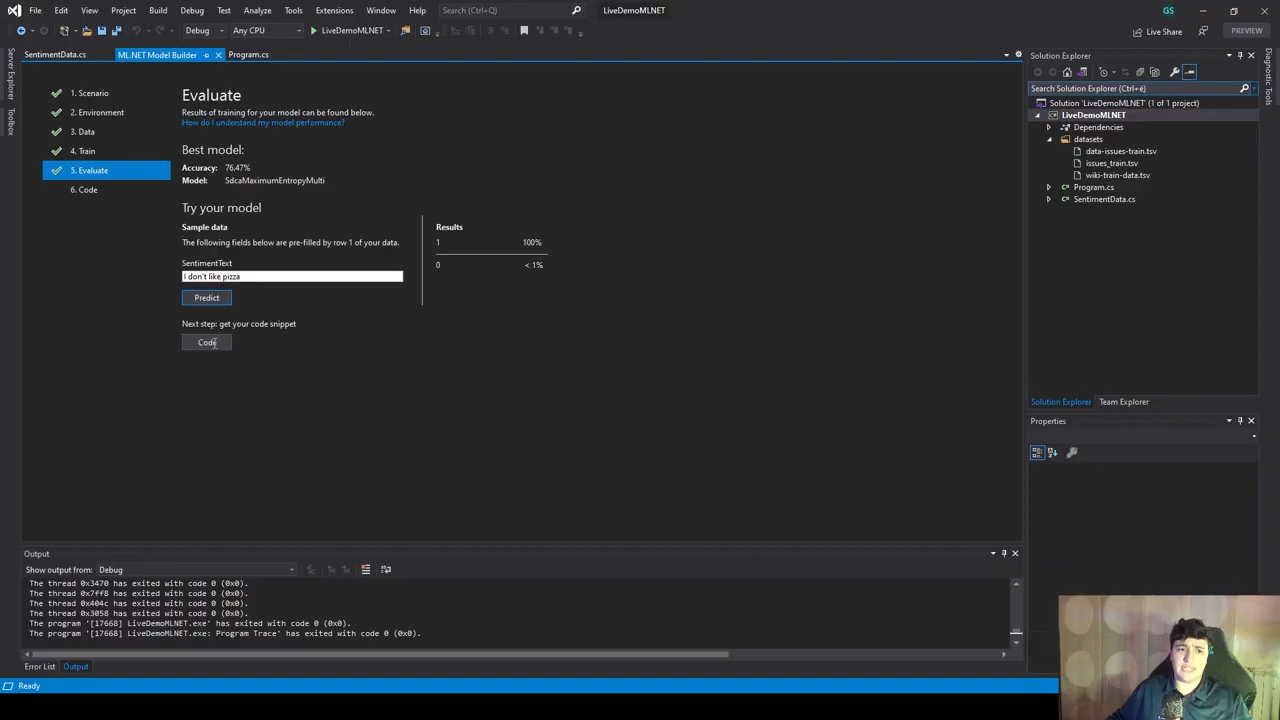 File Edit View Project Build Debug Test Analyze Tools Extensions Window Help Search (Ctrl+Q) LiveDemoMLNET GS
Debug Any CPU LiveDemoMLNET Live Share PREVIEW
Server Explorer
Toolbox
SentimentData.cs ML.NET Model Builder Program.cs
1. Scenario
2. Environment
3. Data
4. Train
5. Evaluate
6. Code
Evaluate
Results of training for your model can be found below.
How do I understand my model performance?
Best model:
Accuracy: 76.47%
Model: SdcaMaximumEntropyMulti
Try your model
Sample data
The following fields below are pre-filled by row 1 of your data.
SentimentText
I don't like pizza
Predict
Next step: get your code snippet
Code
Results
1 100%
0 < 1%
Solution Explorer
Search Solution Explorer (Ctrl+è)
Solution 'LiveDemoMLNET' (1 of 1 project)
LiveDemoMLNET
Dependencies
datasets
data-issues-train.tsv
issues_train.tsv
wiki-train-data.tsv
Program.cs
SentimentData.cs
Solution Explorer Team Explorer
Properties
Diagnostic Tools
Output
Show output from: Debug
The thread 0x3470 has exited with code 0 (0x0).
The thread 0x7ff8 has exited with code 0 (0x0).
The thread 0x404c has exited with code 0 (0x0).
The thread 0x3058 has exited with code 0 (0x0).
The program '[17668] LiveDemoMLNET.exe' has exited with code 0 (0x0).
The program '[17668] LiveDemoMLNET.exe: Program Trace' has exited with code 0 (0x0).
Error List Output
Ready